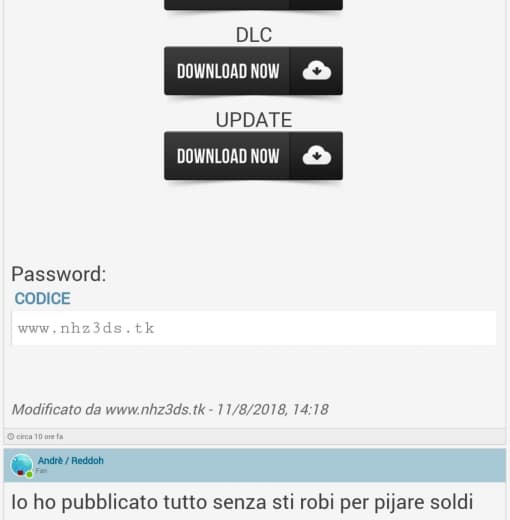 DLC
DOWNLOAD NOW
UPDATE
DOWNLOAD NOW
Password:
CODICE
www.nhz3ds.tk
Modificato da www.nhz3ds.tk - 11/8/2018, 14:18
circa 10 ore fa
Andrè / Reddoh
Fan
Io ho pubblicato tutto senza sti robi per pijare soldi